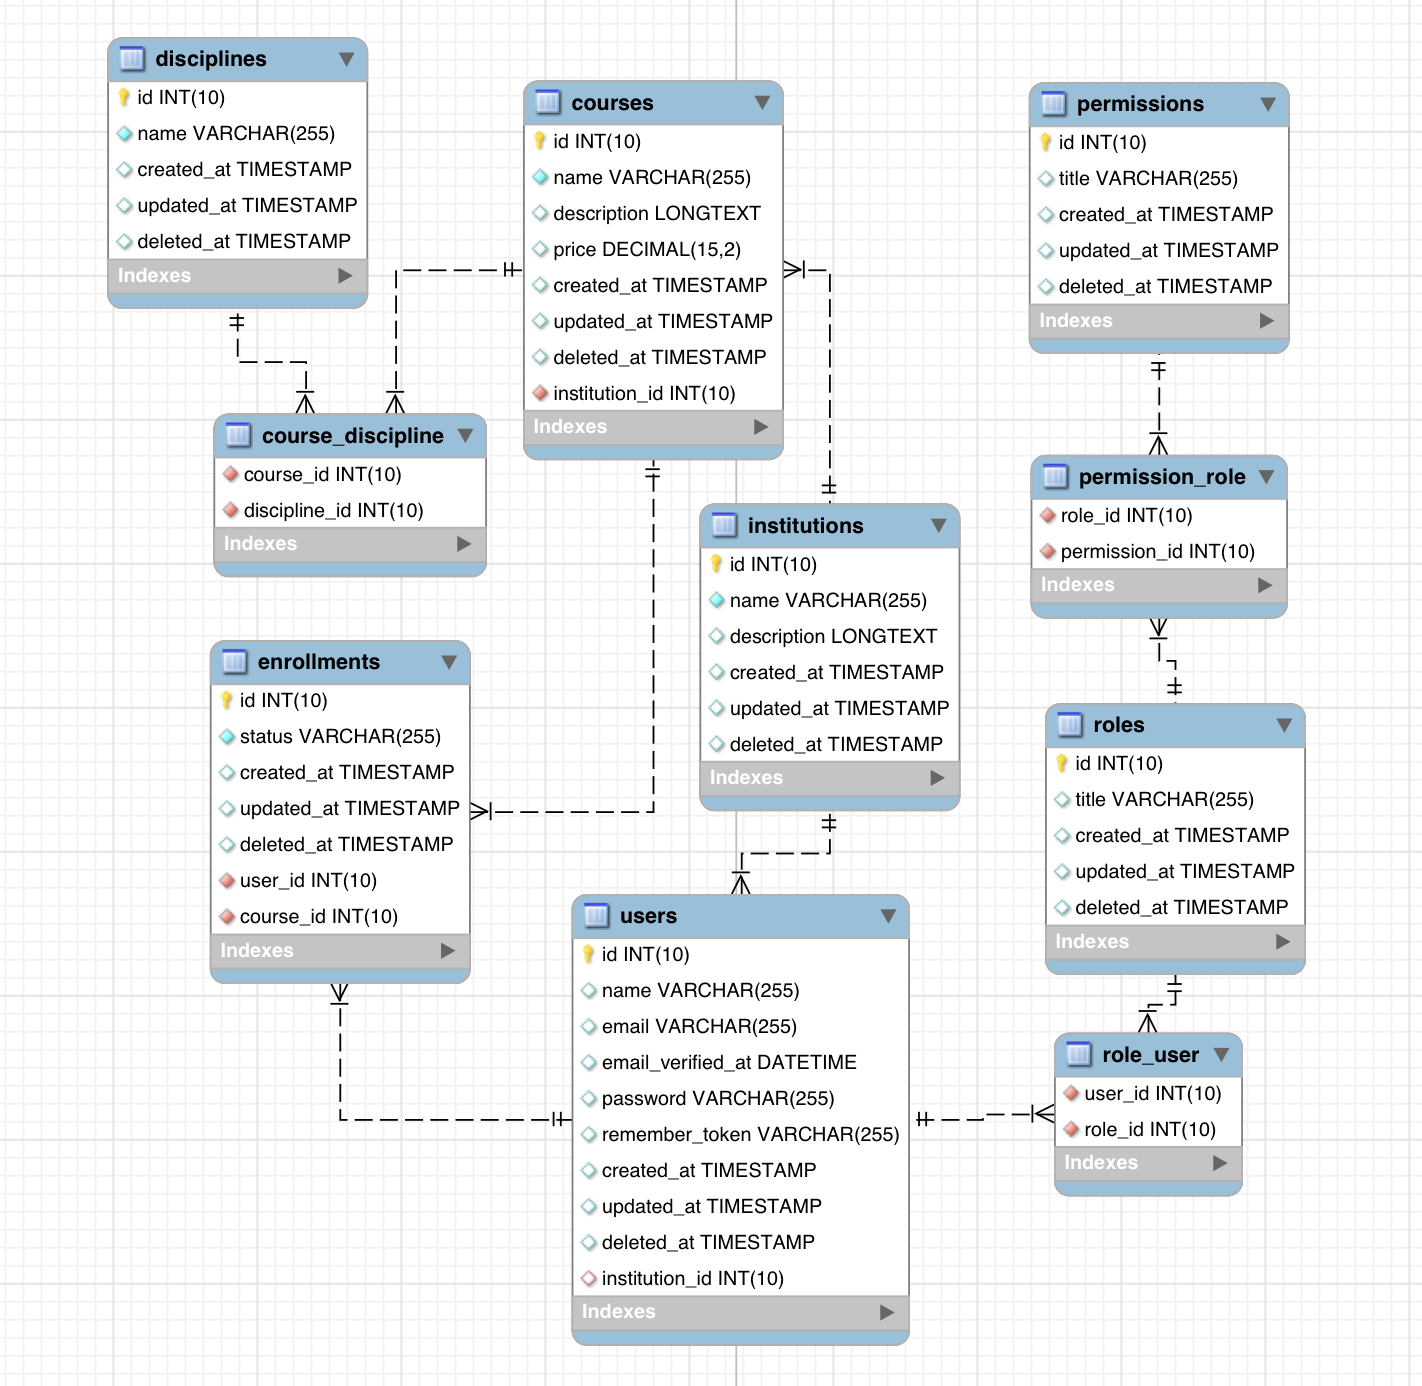 disciplines
id INT(10)
name VARCHAR(255)
created_at TIMESTAMP
updated_at TIMESTAMP
deleted_at TIMESTAMP
Indexes
courses
id INT(10)
name VARCHAR(255)
description LONGTEXT
price DECIMAL(15,2)
created_at TIMESTAMP
updated_at TIMESTAMP
deleted_at TIMESTAMP
institution_id INT(10)
Indexes
permissions
id INT(10)
title VARCHAR(255)
created_at TIMESTAMP
updated_at TIMESTAMP
deleted_at TIMESTAMP
Indexes
course_discipline
course_id INT(10)
discipline_id INT(10)
Indexes
permission_role
role_id INT(10)
permission_id INT(10)
Indexes
institutions
id INT(10)
name VARCHAR(255)
description LONGTEXT
created_at TIMESTAMP
updated_at TIMESTAMP
deleted_at TIMESTAMP
Indexes
enrollments
id INT(10)
status VARCHAR(255)
created_at TIMESTAMP
updated_at TIMESTAMP
deleted_at TIMESTAMP
user_id INT(10)
course_id INT(10)
Indexes
roles
id INT(10)
title VARCHAR(255)
created_at TIMESTAMP
updated_at TIMESTAMP
deleted_at TIMESTAMP
Indexes
users
id INT(10)
name VARCHAR(255)
email VARCHAR(255)
email_verified_at DATETIME
password VARCHAR(255)
remember_token VARCHAR(255)
created_at TIMESTAMP
updated_at TIMESTAMP
deleted_at TIMESTAMP
institution_id INT(10)
Indexes
role_user
user_id INT(10)
role_id INT(10)
Indexes